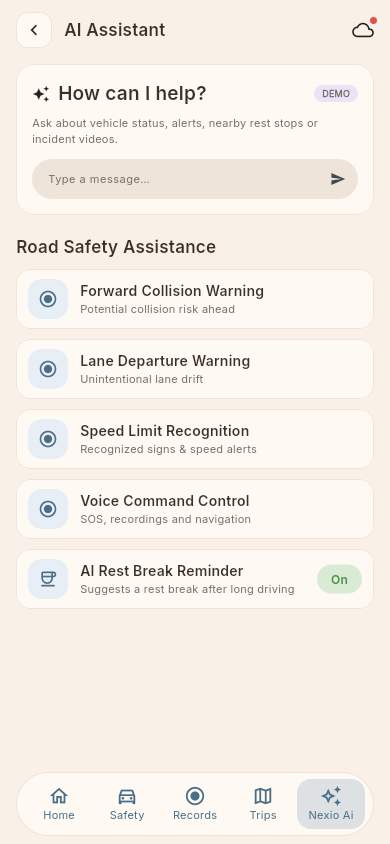 AI Assistant
How can I help?
DEMO
Ask about vehicle status, alerts, nearby rest stops or
incident videos.
Type a message...
Road Safety Assistance
Forward Collision Warning
Potential collision risk ahead
Lane Departure Warning
Unintentional lane drift
Speed Limit Recognition
Recognized signs & speed alerts
Voice Command Control
SOS, recordings and navigation
AI Rest Break Reminder
Suggests a rest break after long driving
On
Home
Safety
Records
Trips
Nexio Ai